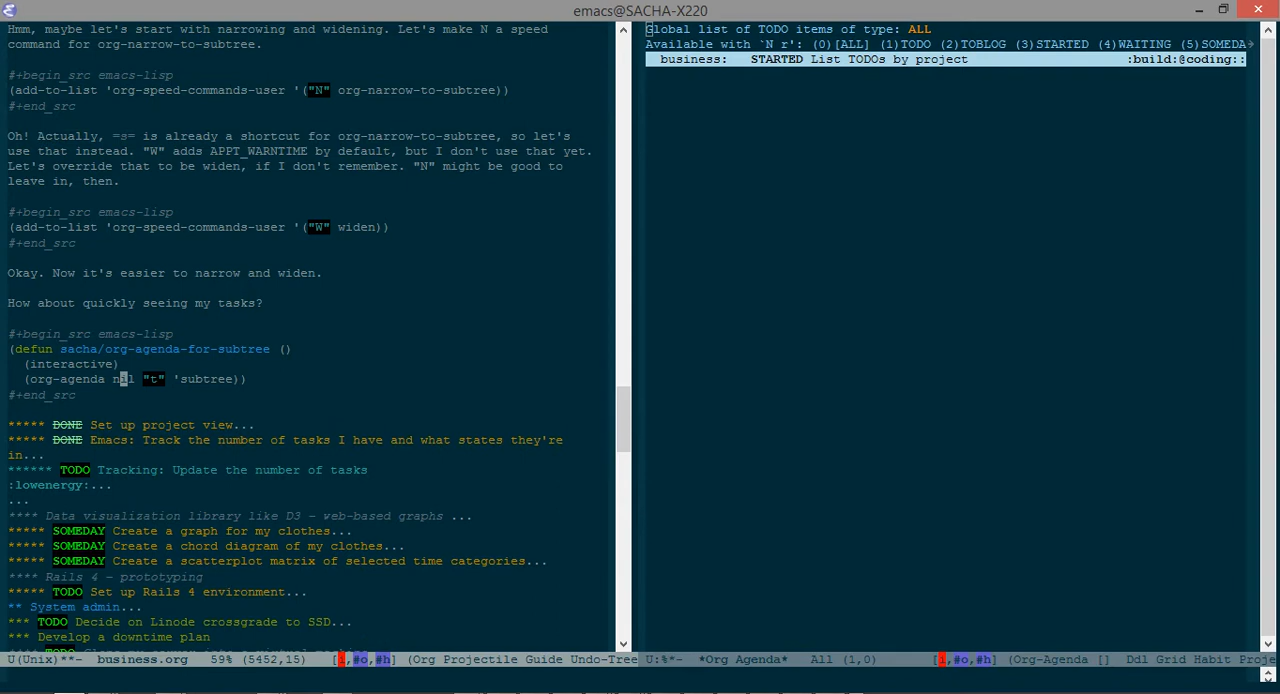 emacs@SACHA-X220
Hmm, maybe let's start with narrowing and widening. Let's make N a speed
command for org-narrow-to-subtree.
#+begin_src emacs-lisp
(add-to-list 'org-speed-commands-user '("N" org-narrow-to-subtree))
#+end_src
Oh! Actually, =s= is already a shortcut for org-narrow-to-subtree, so let's
use that instead. "W" adds APPT_WARNTIME by default, but I don't use that yet.
Let's override that to be widen, if I don't remember. "N" might be good to
leave in, then.
#+begin_src emacs-lisp
(add-to-list 'org-speed-commands-user '("W" widen))
#+end_src
Okay. Now it's easier to narrow and widen.
How about quickly seeing my tasks?
#+begin_src emacs-lisp
(defun sacha/org-agenda-for-subtree ()
(interactive)
(org-agenda nil "t" 'subtree))
#+end_src
***** DONE Set up project view...
***** DONE Emacs: Track the number of tasks I have and what states they're
in...
****** TODO Tracking: Update the number of tasks
:lowenergy:...
...
**** Data visualization library like D3 - web-based graphs ...
***** SOMEDAY Create a graph for my clothes...
***** SOMEDAY Create a chord diagram of my clothes...
***** SOMEDAY Create a scatterplot matrix of selected time categories...
**** Rails 4 - prototyping
***** TODO Set up Rails 4 environment...
** System admin...
*** TODO Decide on Linode crossgrade to SSD...
*** Develop a downtime plan
U(Unix)**- business.org 59% (5452,15) [i,#o,#h] (Org Projectile Guide Undo-Tree
Global list of TODO items of type: ALL
Available with `N r': (0)[ALL] (1)TODO (2)TOBLOG (3)STARTED (4)WAITING (5)SOMEDA
business: STARTED List TODOs by project :build:@coding::
U:%*- *Org Agenda* All (1,0) [i,#o,#h] (Org-Agenda [] Ddl Grid Habit Proje